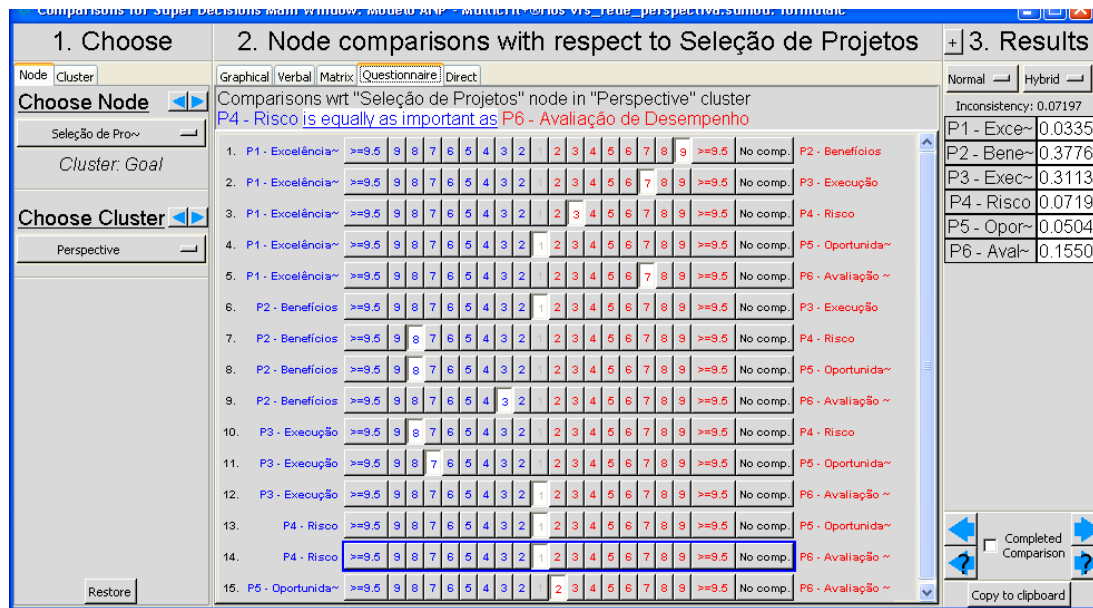 Comparisons for Super Decisions Main Window: Modelo ANP - Multicrit~®rios vfs_rede_perspectiva.sdmod: formulaic
1. Choose
2. Node comparisons with respect to Seleção de Projetos
+ 3. Results
Node Cluster
Graphical Verbal Matrix Questionnaire Direct
Normal Hybrid
Choose Node
Comparisons wrt "Seleção de Projetos" node in "Perspective" cluster
P4 - Risco is equally as important as P6 - Avaliação de Desempenho
Inconsistency: 0.07197
Seleção de Pro~
Cluster: Goal
Choose Cluster
Perspective
1. P1 - Excelência~ >=9.5 9 8 7 6 5 4 3 2 1 2 3 4 5 6 7 8 9 >=9.5 No comp. P2 - Benefícios
2. P1 - Excelência~ >=9.5 9 8 7 6 5 4 3 2 1 2 3 4 5 6 7 8 9 >=9.5 No comp. P3 - Execução
3. P1 - Excelência~ >=9.5 9 8 7 6 5 4 3 2 1 2 3 4 5 6 7 8 9 >=9.5 No comp. P4 - Risco
4. P1 - Excelência~ >=9.5 9 8 7 6 5 4 3 2 1 2 3 4 5 6 7 8 9 >=9.5 No comp. P5 - Oportunida~
5. P1 - Excelência~ >=9.5 9 8 7 6 5 4 3 2 1 2 3 4 5 6 7 8 9 >=9.5 No comp. P6 - Avaliação ~
6. P2 - Benefícios >=9.5 9 8 7 6 5 4 3 2 1 2 3 4 5 6 7 8 9 >=9.5 No comp. P3 - Execução
7. P2 - Benefícios >=9.5 9 8 7 6 5 4 3 2 1 2 3 4 5 6 7 8 9 >=9.5 No comp. P4 - Risco
8. P2 - Benefícios >=9.5 9 8 7 6 5 4 3 2 1 2 3 4 5 6 7 8 9 >=9.5 No comp. P5 - Oportunida~
9. P2 - Benefícios >=9.5 9 8 7 6 5 4 3 2 1 2 3 4 5 6 7 8 9 >=9.5 No comp. P6 - Avaliação ~
10. P3 - Execução >=9.5 9 8 7 6 5 4 3 2 1 2 3 4 5 6 7 8 9 >=9.5 No comp. P4 - Risco
11. P3 - Execução >=9.5 9 8 7 6 5 4 3 2 1 2 3 4 5 6 7 8 9 >=9.5 No comp. P5 - Oportunida~
12. P3 - Execução >=9.5 9 8 7 6 5 4 3 2 1 2 3 4 5 6 7 8 9 >=9.5 No comp. P6 - Avaliação ~
13. P4 - Risco >=9.5 9 8 7 6 5 4 3 2 1 2 3 4 5 6 7 8 9 >=9.5 No comp. P5 - Oportunida~
14. P4 - Risco >=9.5 9 8 7 6 5 4 3 2 1 2 3 4 5 6 7 8 9 >=9.5 No comp. P6 - Avaliação ~
15. P5 - Oportunida~ >=9.5 9 8 7 6 5 4 3 2 1 2 3 4 5 6 7 8 9 >=9.5 No comp. P6 - Avaliação ~
P1 - Exce~ 0.0335
P2 - Bene~ 0.3776
P3 - Exec~ 0.3113
P4 - Risco 0.0719
P5 - Opor~ 0.0504
P6 - Aval~ 0.1550
Completed Comparison
? ?
Restore
Copy to clipboard